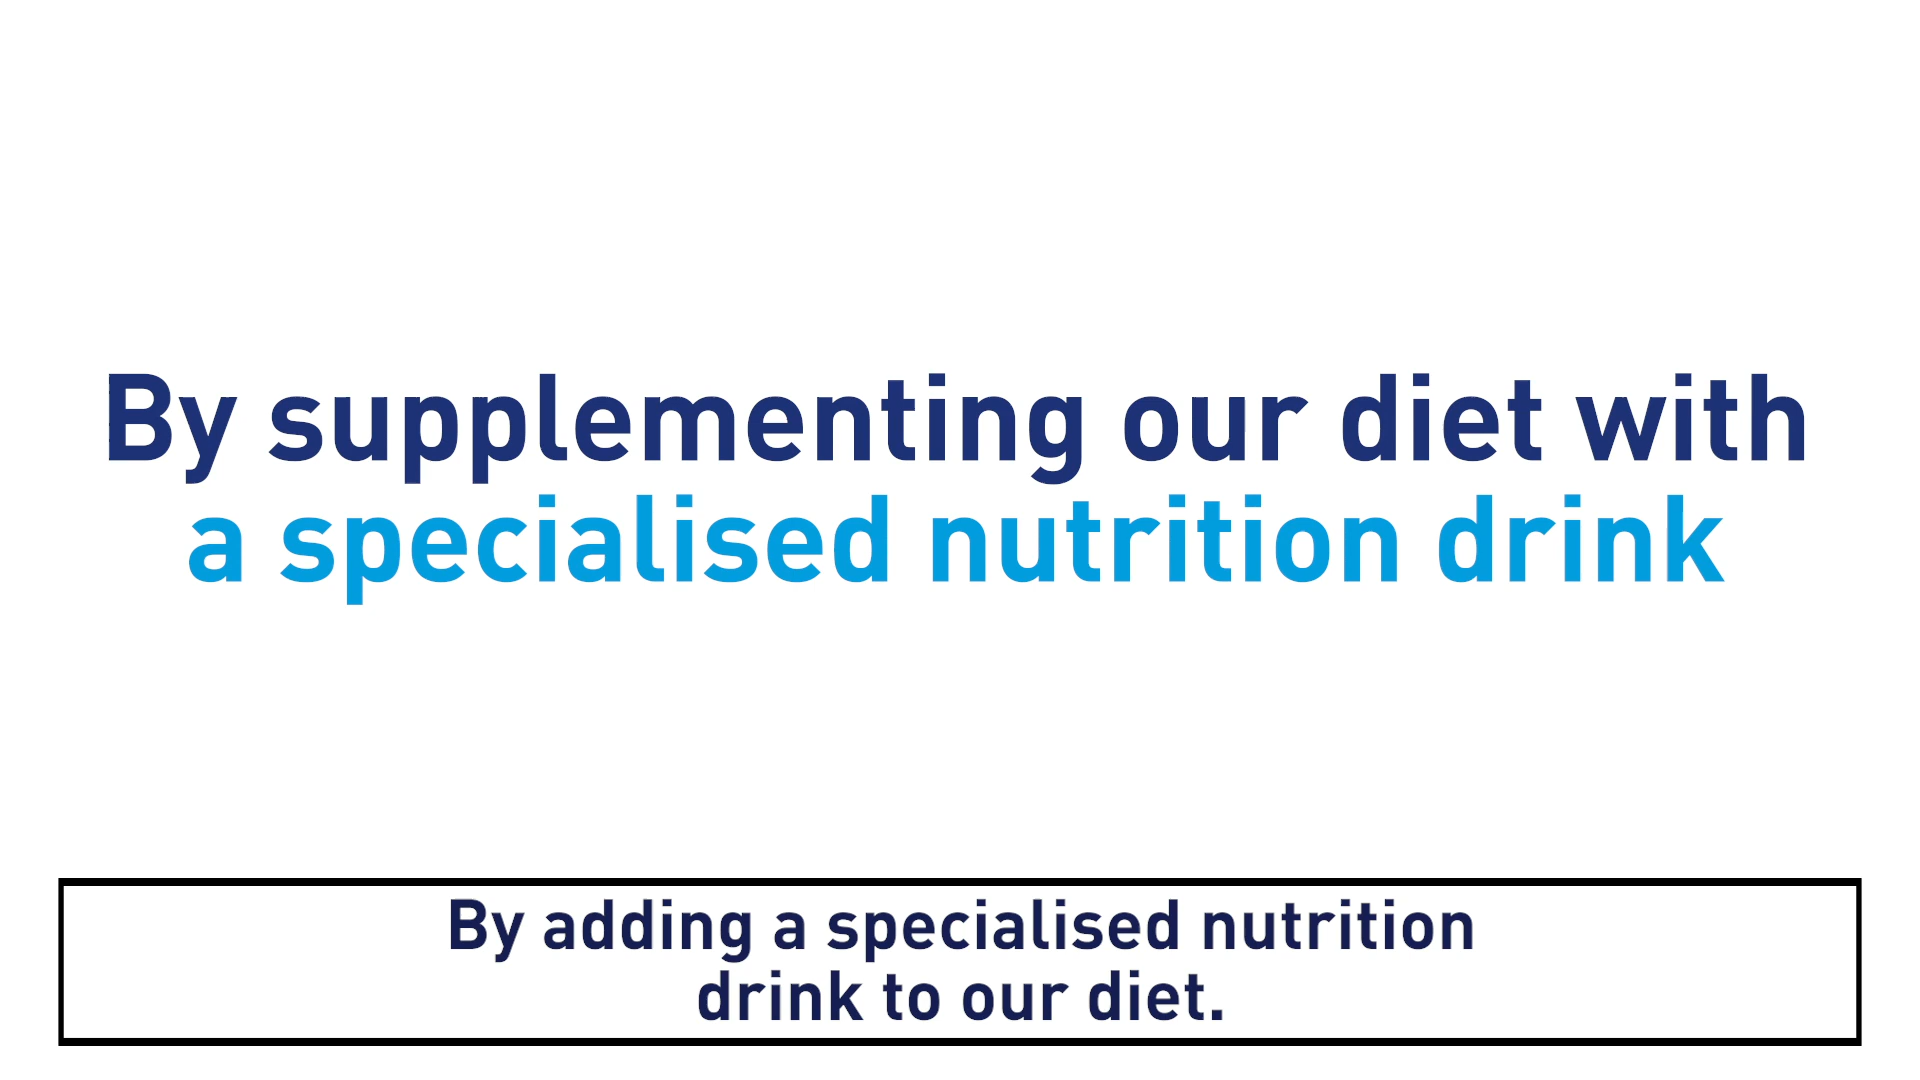 By supplementing our diet with
a specialised nutrition drink
By adding a specialised nutrition
drink to our diet.